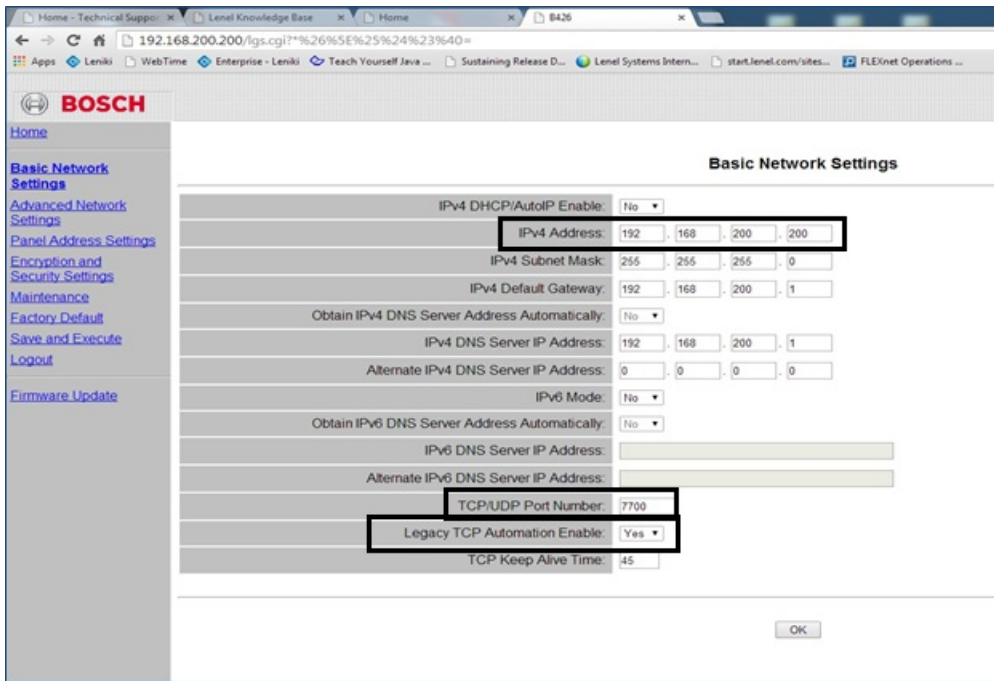 Home - Technical Suppor
Lenel Knowledge Base
Home
B426
192.168.200.200/lgs.cgi?*%26%5E%25%24%23%40=
Apps
Leniki
WebTime
Enterprise - Leniki
Teach Yourself Java ...
Sustaining Release D...
Lenel Systems Intern...
start.lenel.com/sites...
FLEXnet Operations ...
BOSCH
Home
Basic Network
Settings
Advanced Network
Settings
Panel Address Settings
Encryption and
Security Settings
Maintenance
Factory Default
Save and Execute
Logout
Firmware Update
Basic Network Settings
IPv4 DHCP/AutoIP Enable: No
IPv4 Address: 192 . 168 . 200 . 200
IPv4 Subnet Mask: 255 . 255 . 255 . 0
IPv4 Default Gateway: 192 . 168 . 200 . 1
Obtain IPv4 DNS Server Address Automatically: No
IPv4 DNS Server IP Address: 192 . 168 . 200 . 1
Alternate IPv4 DNS Server IP Address: 0 . 0 . 0 . 0
IPv6 Mode: No
Obtain IPv6 DNS Server Address Automatically: No
IPv6 DNS Server IP Address:
Alternate IPv6 DNS Server IP Address:
TCP/UDP Port Number: 7700
Legacy TCP Automation Enable: Yes
TCP Keep Alive Time: 45
OK